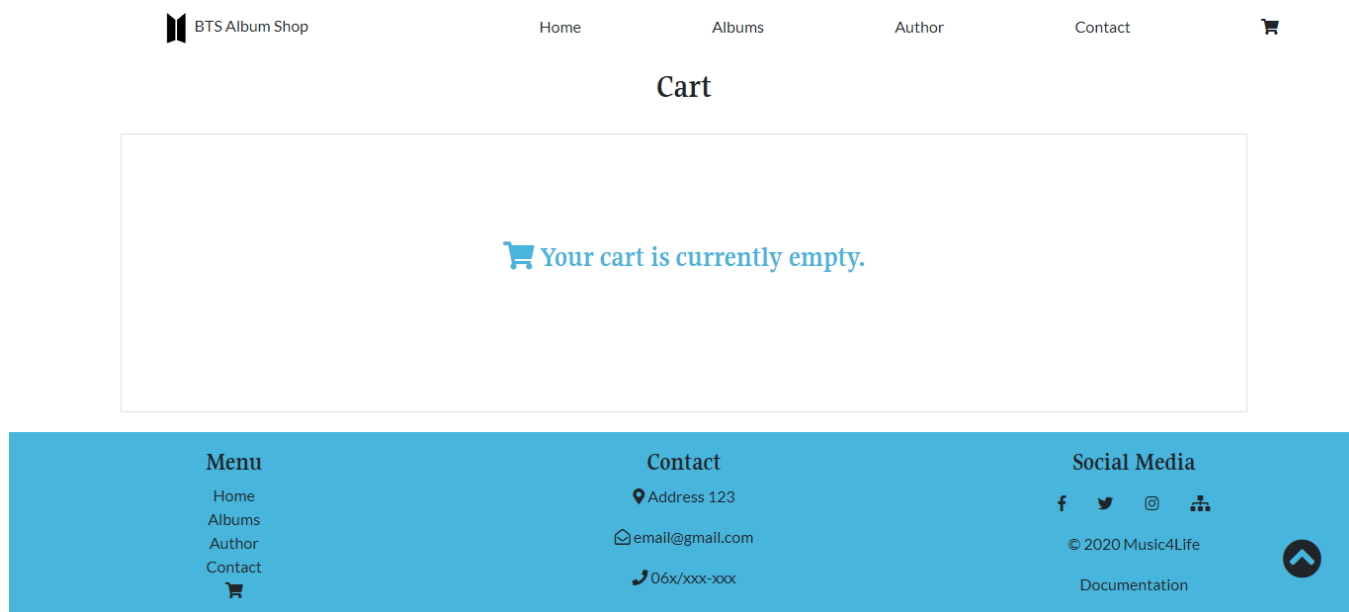 BTS Album Shop Home Albums Author Contact
Cart
Your cart is currently empty.
Menu
Home
Albums
Author
Contact
Contact
Address 123
email@gmail.com
06x/xxx-xxx
Social Media
© 2020 Music4Life
Documentation